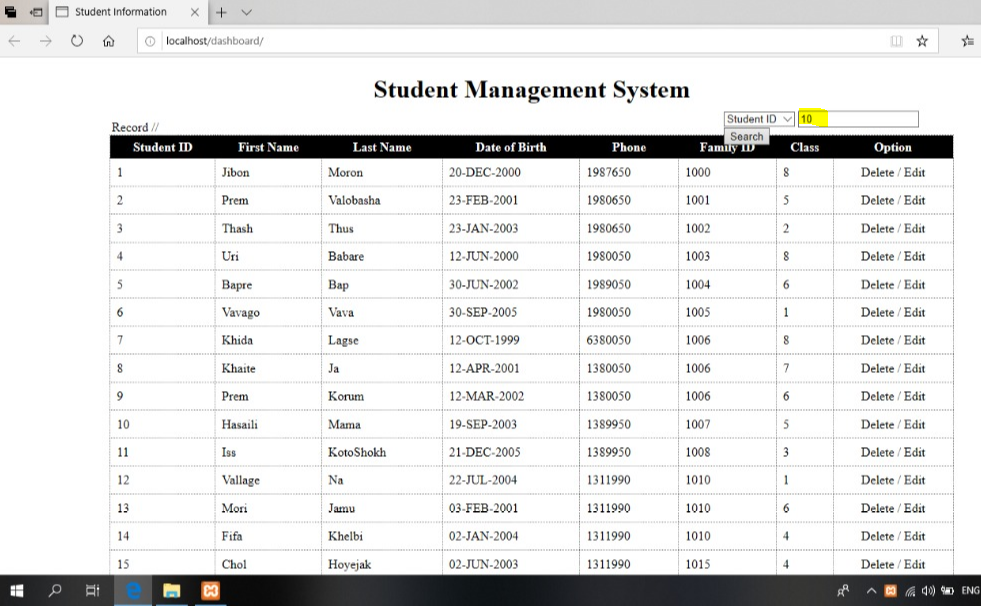 Student Information
localhost/dashboard/
Student Management System
Student ID 10
Record //
Search
Student ID First Name Last Name Date of Birth Phone Family ID Class Option
1 Jibon Moron 20-DEC-2000 1987650 1000 8 Delete / Edit
2 Prem Valobasha 23-FEB-2001 1980650 1001 5 Delete / Edit
3 Thash Thus 23-JAN-2003 1980650 1002 2 Delete / Edit
4 Uri Babare 12-JUN-2000 1980050 1003 8 Delete / Edit
5 Bapre Bap 30-JUN-2002 1989050 1004 6 Delete / Edit
6 Vavago Vava 30-SEP-2005 1980050 1005 1 Delete / Edit
7 Khida Lagse 12-OCT-1999 6380050 1006 8 Delete / Edit
8 Khaite Ja 12-APR-2001 1380050 1006 7 Delete / Edit
9 Prem Korum 12-MAR-2002 1380050 1006 6 Delete / Edit
10 Hasaili Mama 19-SEP-2003 1389950 1007 5 Delete / Edit
11 Iss KotoShokh 21-DEC-2005 1389950 1008 3 Delete / Edit
12 Vallage Na 22-JUL-2004 1311990 1010 1 Delete / Edit
13 Mori Jamu 03-FEB-2001 1311990 1010 6 Delete / Edit
14 Fifa Khelbi 02-JAN-2004 1311990 1010 4 Delete / Edit
15 Chol Hoyejak 02-JUN-2003 1311990 1015 4 Delete / Edit
ENG